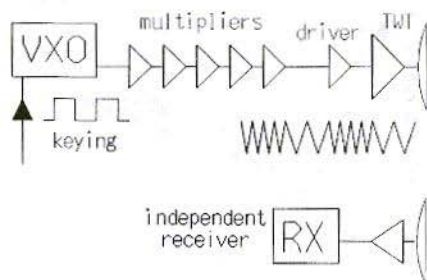 multipliers
driver
TWT
VXO
keying
independent
receiver
RX